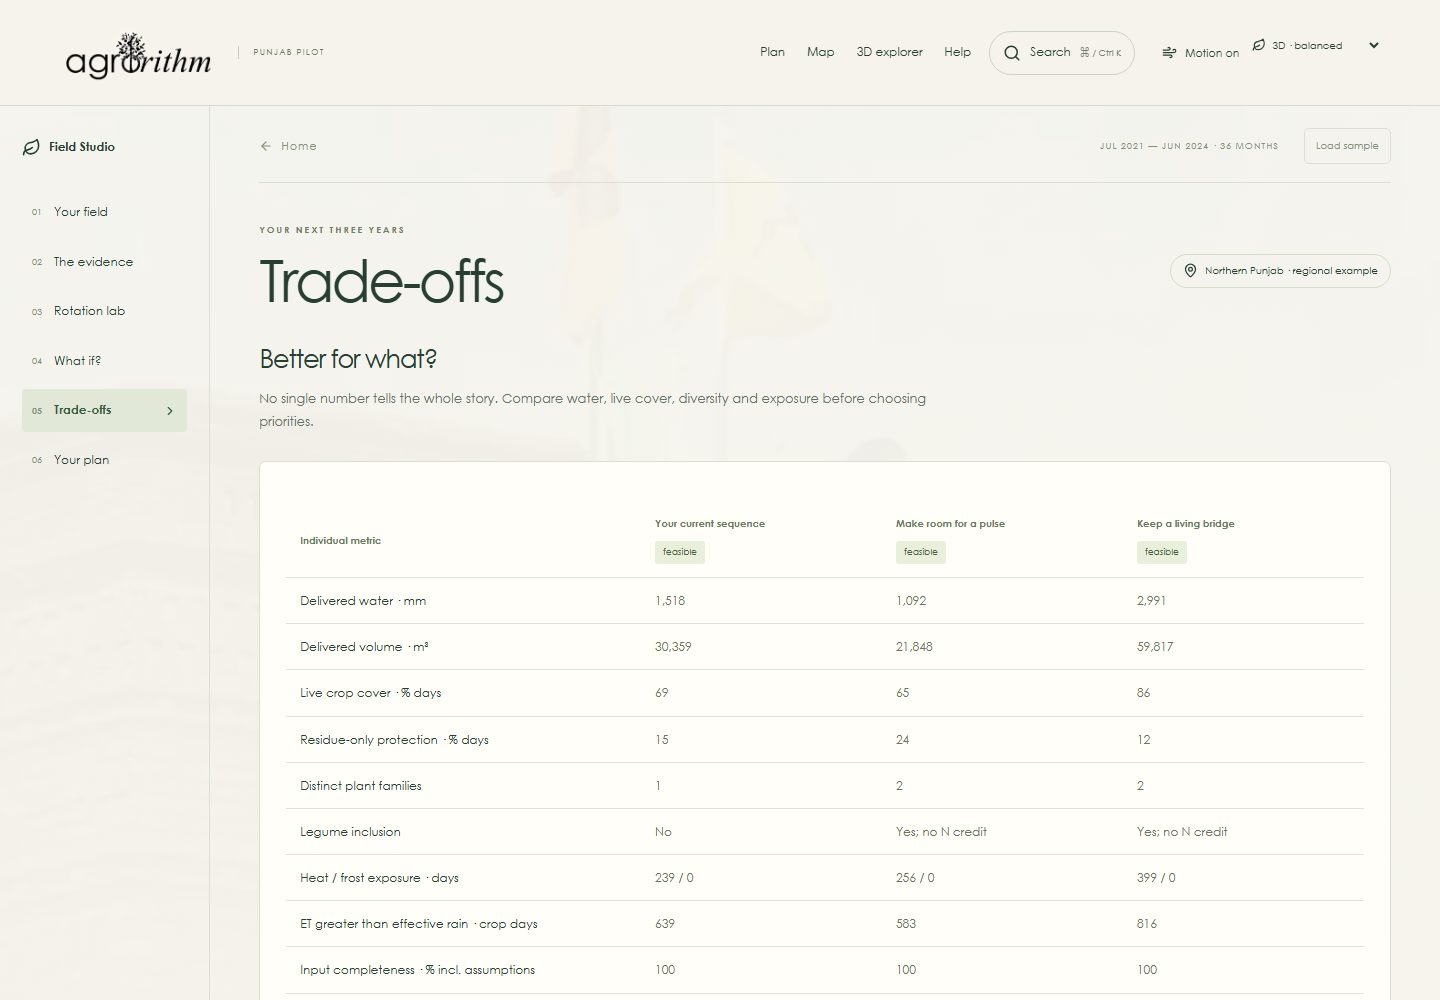 agrorithm
PUNJAB PILOT
Plan
Map
3D explorer
Help
Search ⌘ / Ctrl K
Motion on
3D · balanced
Field Studio
01 Your field
02 The evidence
03 Rotation lab
04 What if?
05 Trade-offs
06 Your plan
← Home
JUL 2021 — JUN 2024 · 36 MONTHS
Load sample
YOUR NEXT THREE YEARS
Trade-offs
Northern Punjab · regional example
Better for what?
No single number tells the whole story. Compare water, live cover, diversity and exposure before choosing
priorities.
Individual metric
Your current sequence
feasible
Make room for a pulse
feasible
Keep a living bridge
feasible
Delivered water · mm 1,518 1,092 2,991
Delivered volume · m³ 30,359 21,848 59,817
Live crop cover · % days 69 65 86
Residue-only protection · % days 15 24 12
Distinct plant families 1 2 2
Legume inclusion No Yes; no N credit Yes; no N credit
Heat / frost exposure · days 239 / 0 256 / 0 399 / 0
ET greater than effective rain · crop days 639 583 816
Input completeness · % incl. assumptions 100 100 100